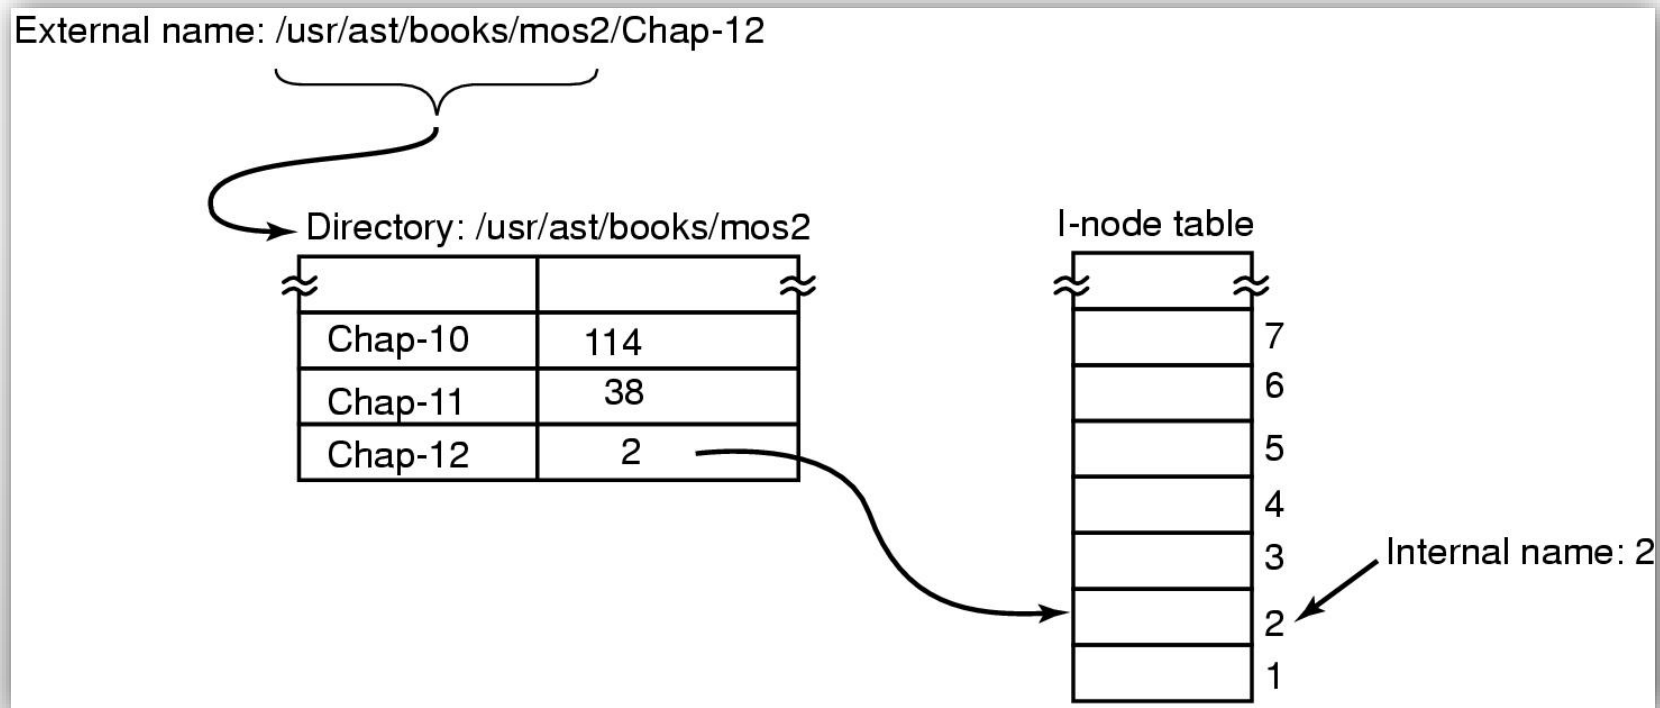 External name: /usr/ast/books/mos2/Chap-12
Directory: /usr/ast/books/mos2
Chap-10 114
Chap-11 38
Chap-12 2
I-node table
7
6
5
4
3
2
1
Internal name: 2